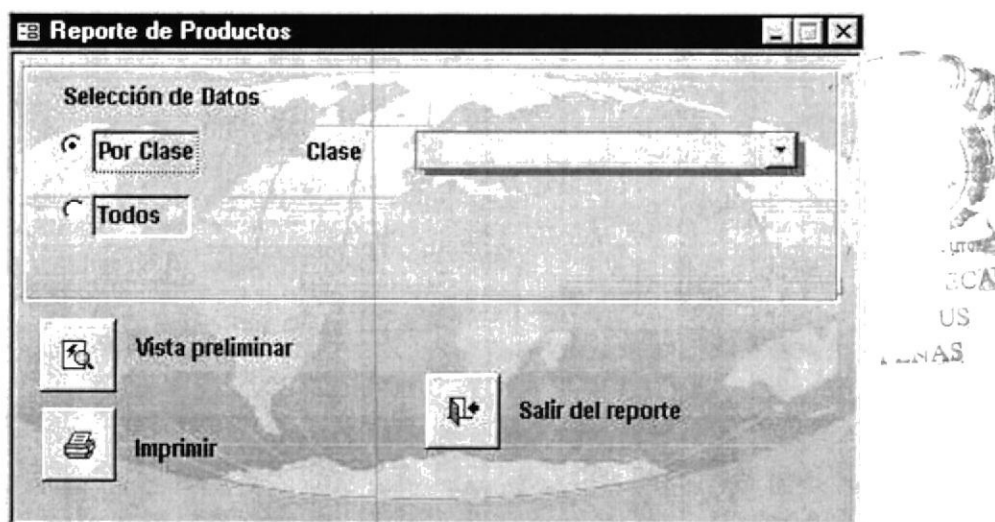 Reporte de Productos
Selección de Datos
Por Clase Clase
Todos
Vista preliminar
Salir del reporte
Imprimir
US